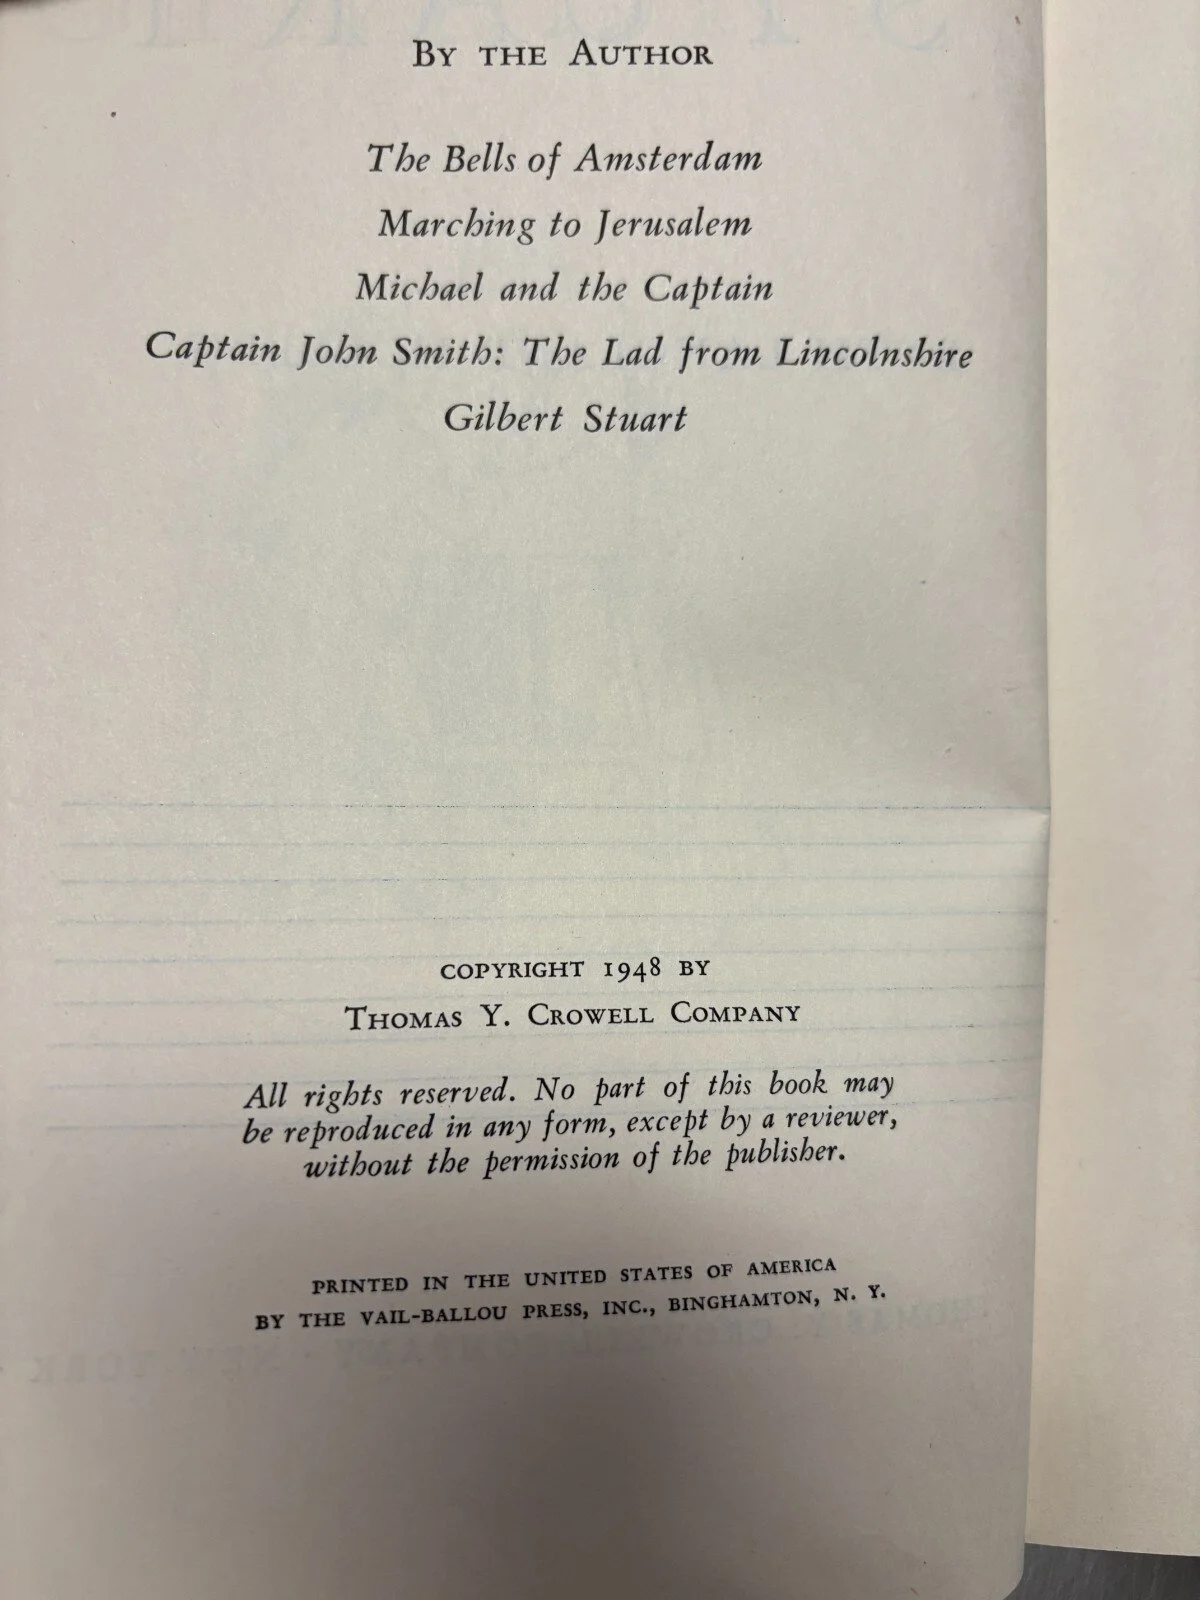 BY THE AUTHOR
The Bells of Amsterdam
Marching to Jerusalem
Michael and the Captain
Captain John Smith: The Lad from Lincolnshire
Gilbert Stuart
COPYRIGHT 1948 BY
THOMAS Y. CROWELL COMPANY
All rights reserved. No part of this book may
be reproduced in any form, except by a reviewer,
without the permission of the publisher.
PRINTED IN THE UNITED STATES OF AMERICA
BY THE VAIL-BALLOU PRESS, INC., BINGHAMTON, N. Y.